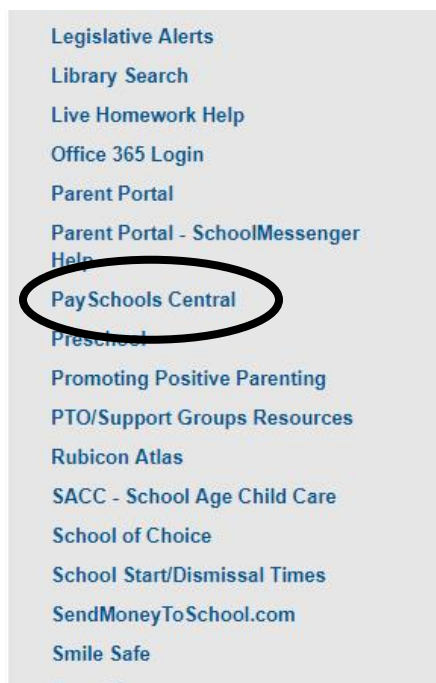 Legislative Alerts
Library Search
Live Homework Help
Office 365 Login
Parent Portal
Parent Portal - SchoolMessenger
Help
PaySchools Central
Preschool
Promoting Positive Parenting
PTO/Support Groups Resources
Rubicon Atlas
SACC - School Age Child Care
School of Choice
School Start/Dismissal Times
SendMoneyToSchool.com
Smile Safe